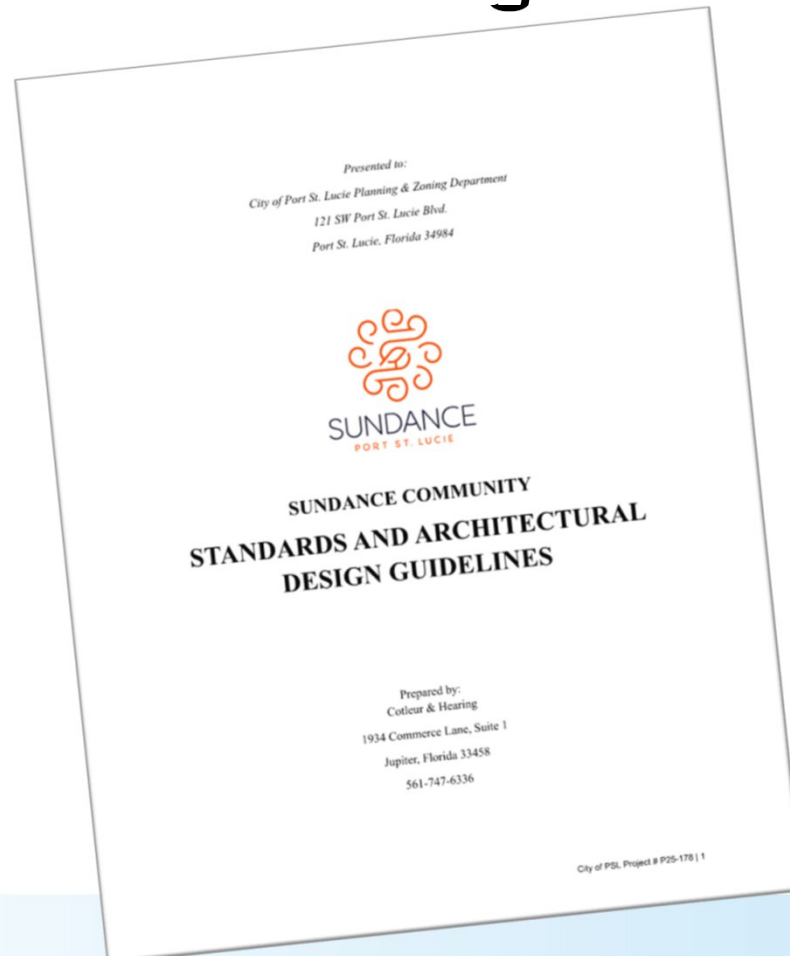 Presented to:
City of Port St. Lucie Planning & Zoning Department
121 SW Port St. Lucie Blvd.
Port St. Lucie, Florida 34984
SUNDANCE
PORT ST. LUCIE
SUNDANCE COMMUNITY
STANDARDS AND ARCHITECTURAL
DESIGN GUIDELINES
Prepared by:
Cotleur & Hearing
1934 Commerce Lane, Suite 1
Jupiter, Florida 33458
561-747-6336
City of PSL Project # P25-178 | 1